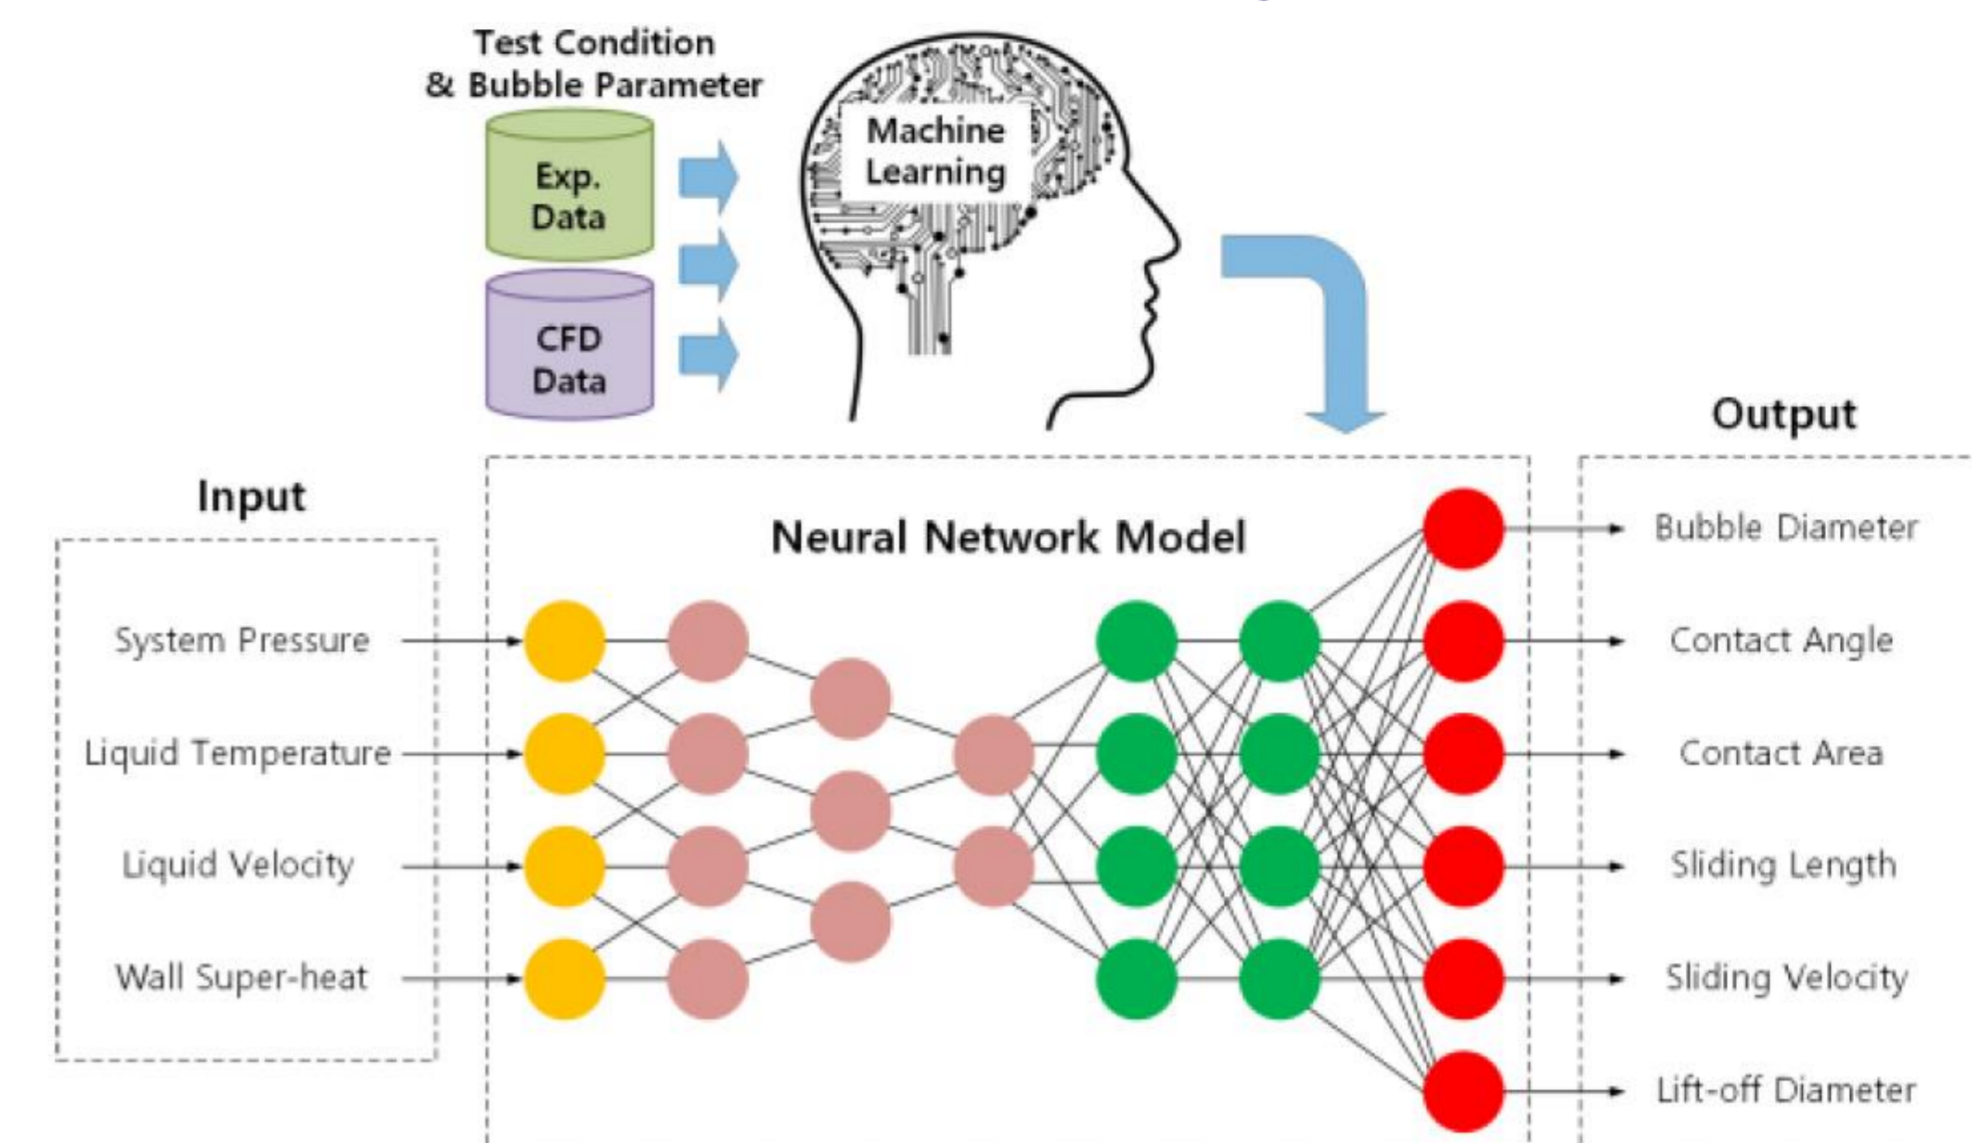 Test Condition
& Bubble Parameter
Exp.
Data
CFD
Data
Machine
Learning
Input
System Pressure
Liquid Temperature
Liquid Velocity
Wall Super-heat
Neural Network Model
Output
Bubble Diameter
Contact Angle
Contact Area
Sliding Length
Sliding Velocity
Lift-off Diameter